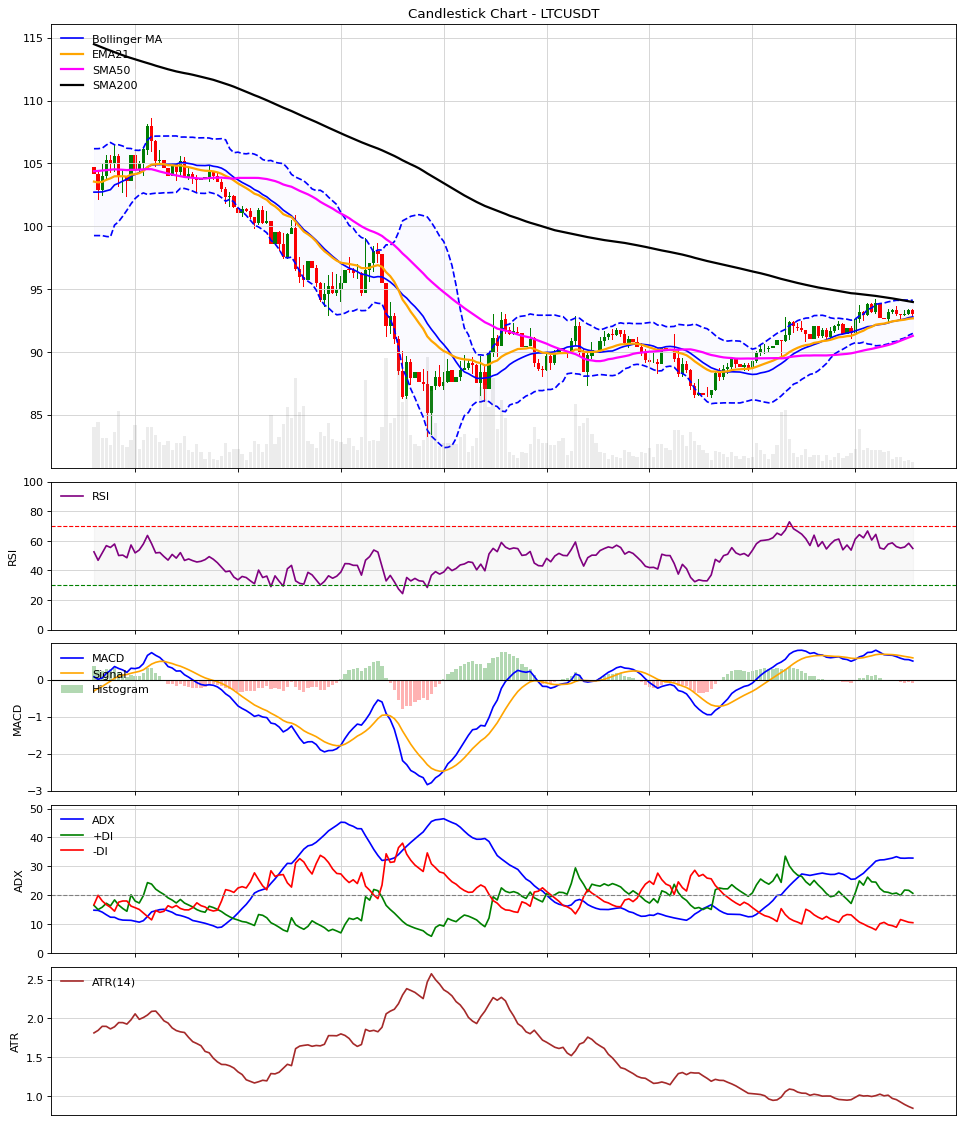 Candlestick Chart - LTCUSDT
115
110
105
100
95
90
85
Bollinger MA
EMA21
SMA50
SMA200
100
80
60
40
20
0
RSI
RSI
0
−1
−2
−3
MACD
MACD
Signal
Histogram
50
40
30
20
10
0
ADX
ADX
+DI
-DI
2.5
2.0
1.5
1.0
ATR
ATR(14)